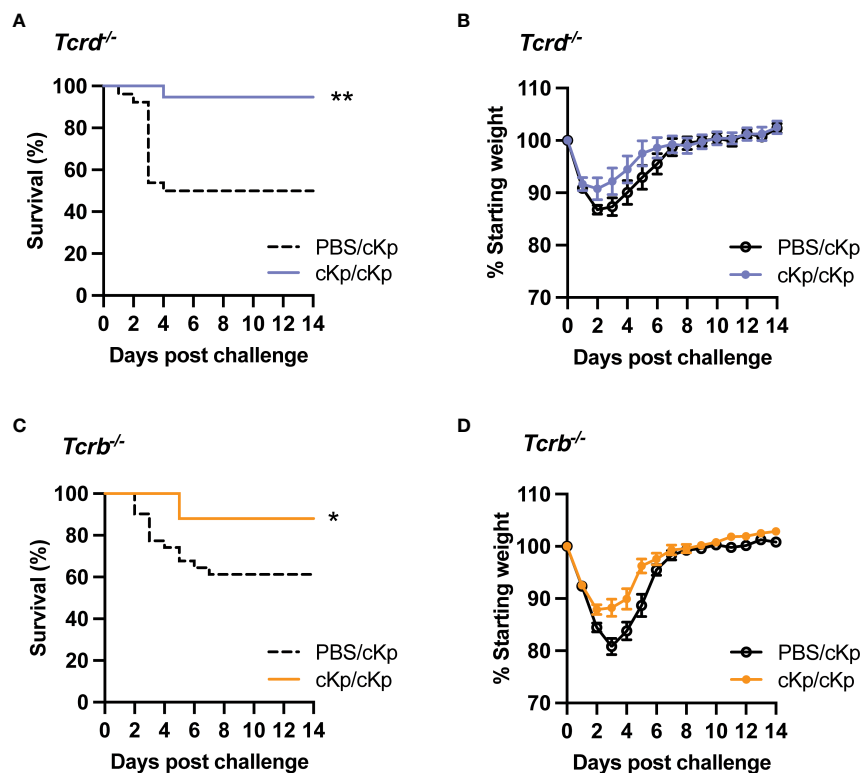 A
Tcrd-/-
100
80
60
40
20
0
Survival (%)
**
PBS/cKp
cKp/cKp
0 2 4 6 8 10 12 14
Days post challenge
B
Tcrd-/-
110
100
90
80
70
% Starting weight
PBS/cKp
cKp/cKp
0 2 4 6 8 10 12 14
Days post challenge
C
Tcrb-/-
100
80
60
40
20
0
Survival (%)
*
PBS/cKp
cKp/cKp
0 2 4 6 8 10 12 14
Days post challenge
D
Tcrb-/-
110
100
90
80
70
% Starting weight
PBS/cKp
cKp/cKp
0 2 4 6 8 10 12 14
Days post challenge